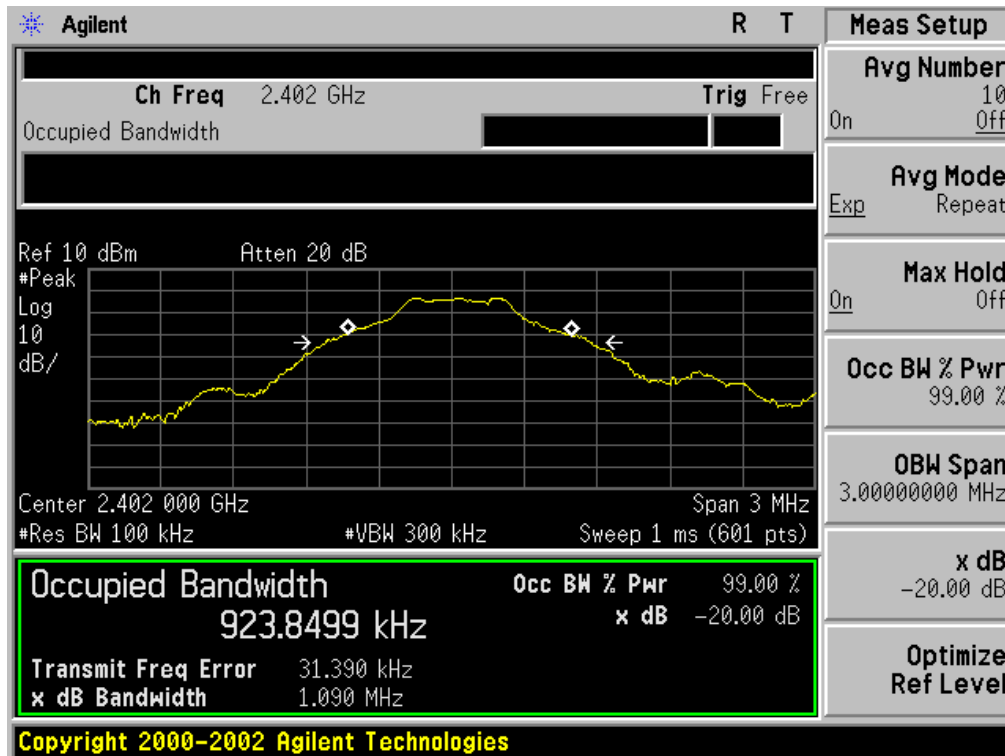 Agilent R T
Ch Freq 2.402 GHz Trig Free
Occupied Bandwidth
Ref 10 dBm Atten 20 dB
#Peak
Log
10
dB/
Center 2.402 000 GHz Span 3 MHz
#Res BW 100 kHz #VBW 300 kHz Sweep 1 ms (601 pts)
Occupied Bandwidth Occ BW % Pwr 99.00 %
923.8499 kHz x dB -20.00 dB
Transmit Freq Error 31.390 kHz
x dB Bandwidth 1.090 MHz
Copyright 2000-2002 Agilent Technologies
Meas Setup
Avg Number
10
On Off
Avg Mode
Exp Repeat
Max Hold
On Off
Occ BW % Pwr
99.00 %
OBW Span
3.00000000 MHz
x dB
-20.00 dB
Optimize
Ref Level